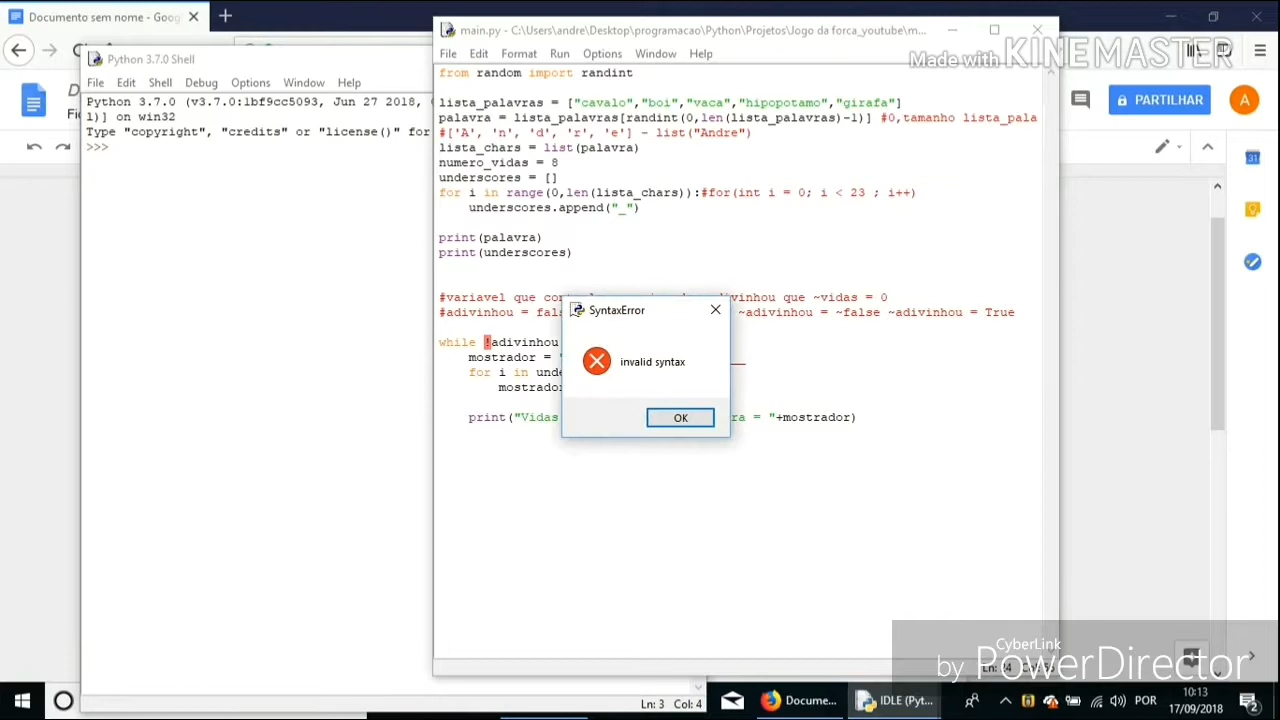 Documento sem nome - Goog
main.py - C:\Users\andre\Desktop\programacao\Python\Projetos\Jogo da forca_youtube\m...
Made with KINEMASTER
File Edit Format Run Options Window Help
Python 3.7.0 Shell
File Edit Shell Debug Options Window Help
Python 3.7.0 (v3.7.0:1bf9cc5093, Jun 27 2018,
1)] on win32
Type "copyright", "credits" or "license()" for
>>>
PARTILHAR
A
31
from random import randint
lista_palavras = ["cavalo","boi","vaca","hipopotamo","girafa"]
palavra = lista_palavras[randint(0,len(lista_palavras)-1)] #0,tamanho lista_pala
#['A', 'n', 'd', 'r', 'e'] - list("Andre")
lista_chars = list(palavra)
numero_vidas = 8
underscores = []
for i in range(0,len(lista_chars)):#for(int i = 0; i < 23 ; i++)
underscores.append("_")
print(palavra)
print(underscores)
#variavel que divinhou que ~vidas = 0
#adivinhou = ~adivinhou = ~false ~adivinhou = True
while !adivinhou
mostrador = "
for i in
mostrador
print("Vidas = "+mostrador)
SyntaxError
invalid syntax
OK
Ln: 3 Col: 4
CyberLink
by PowerDirector
Docume...
IDLE (Pyt...
POR
10:13
17/09/2018